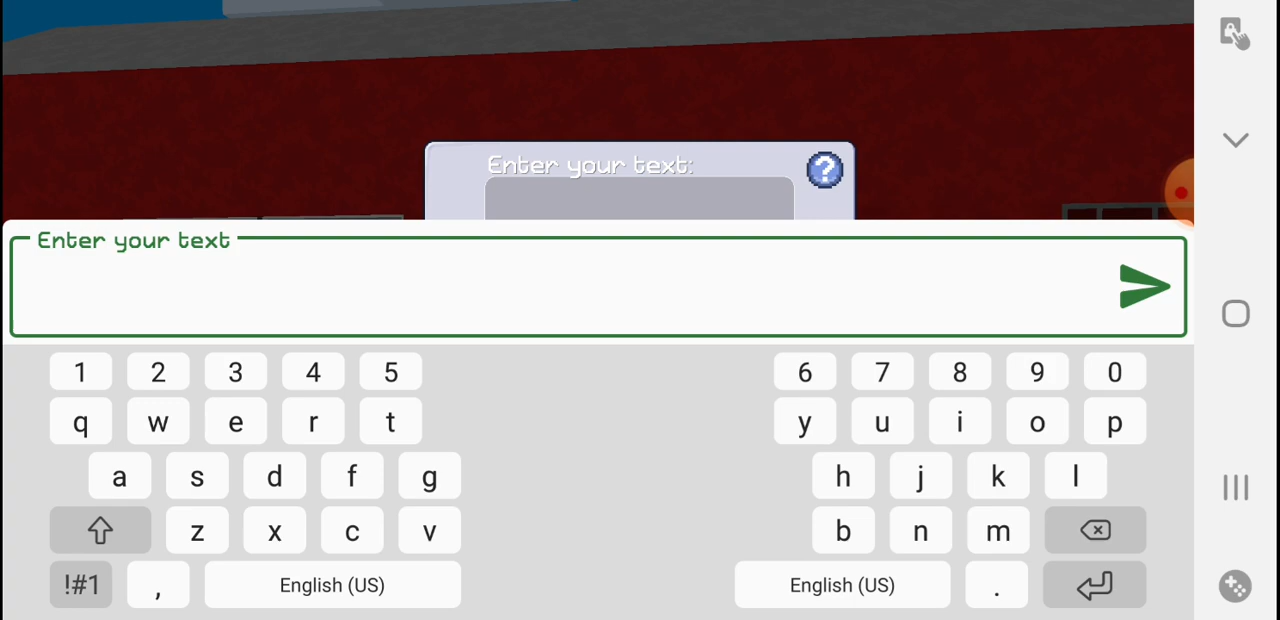 Enter your text:
?
Enter your text
1 2 3 4 5 6 7 8 9 0
q w e r t y u i o p
a s d f g h j k l
z x c v b n m
!#1 , English (US) English (US) .